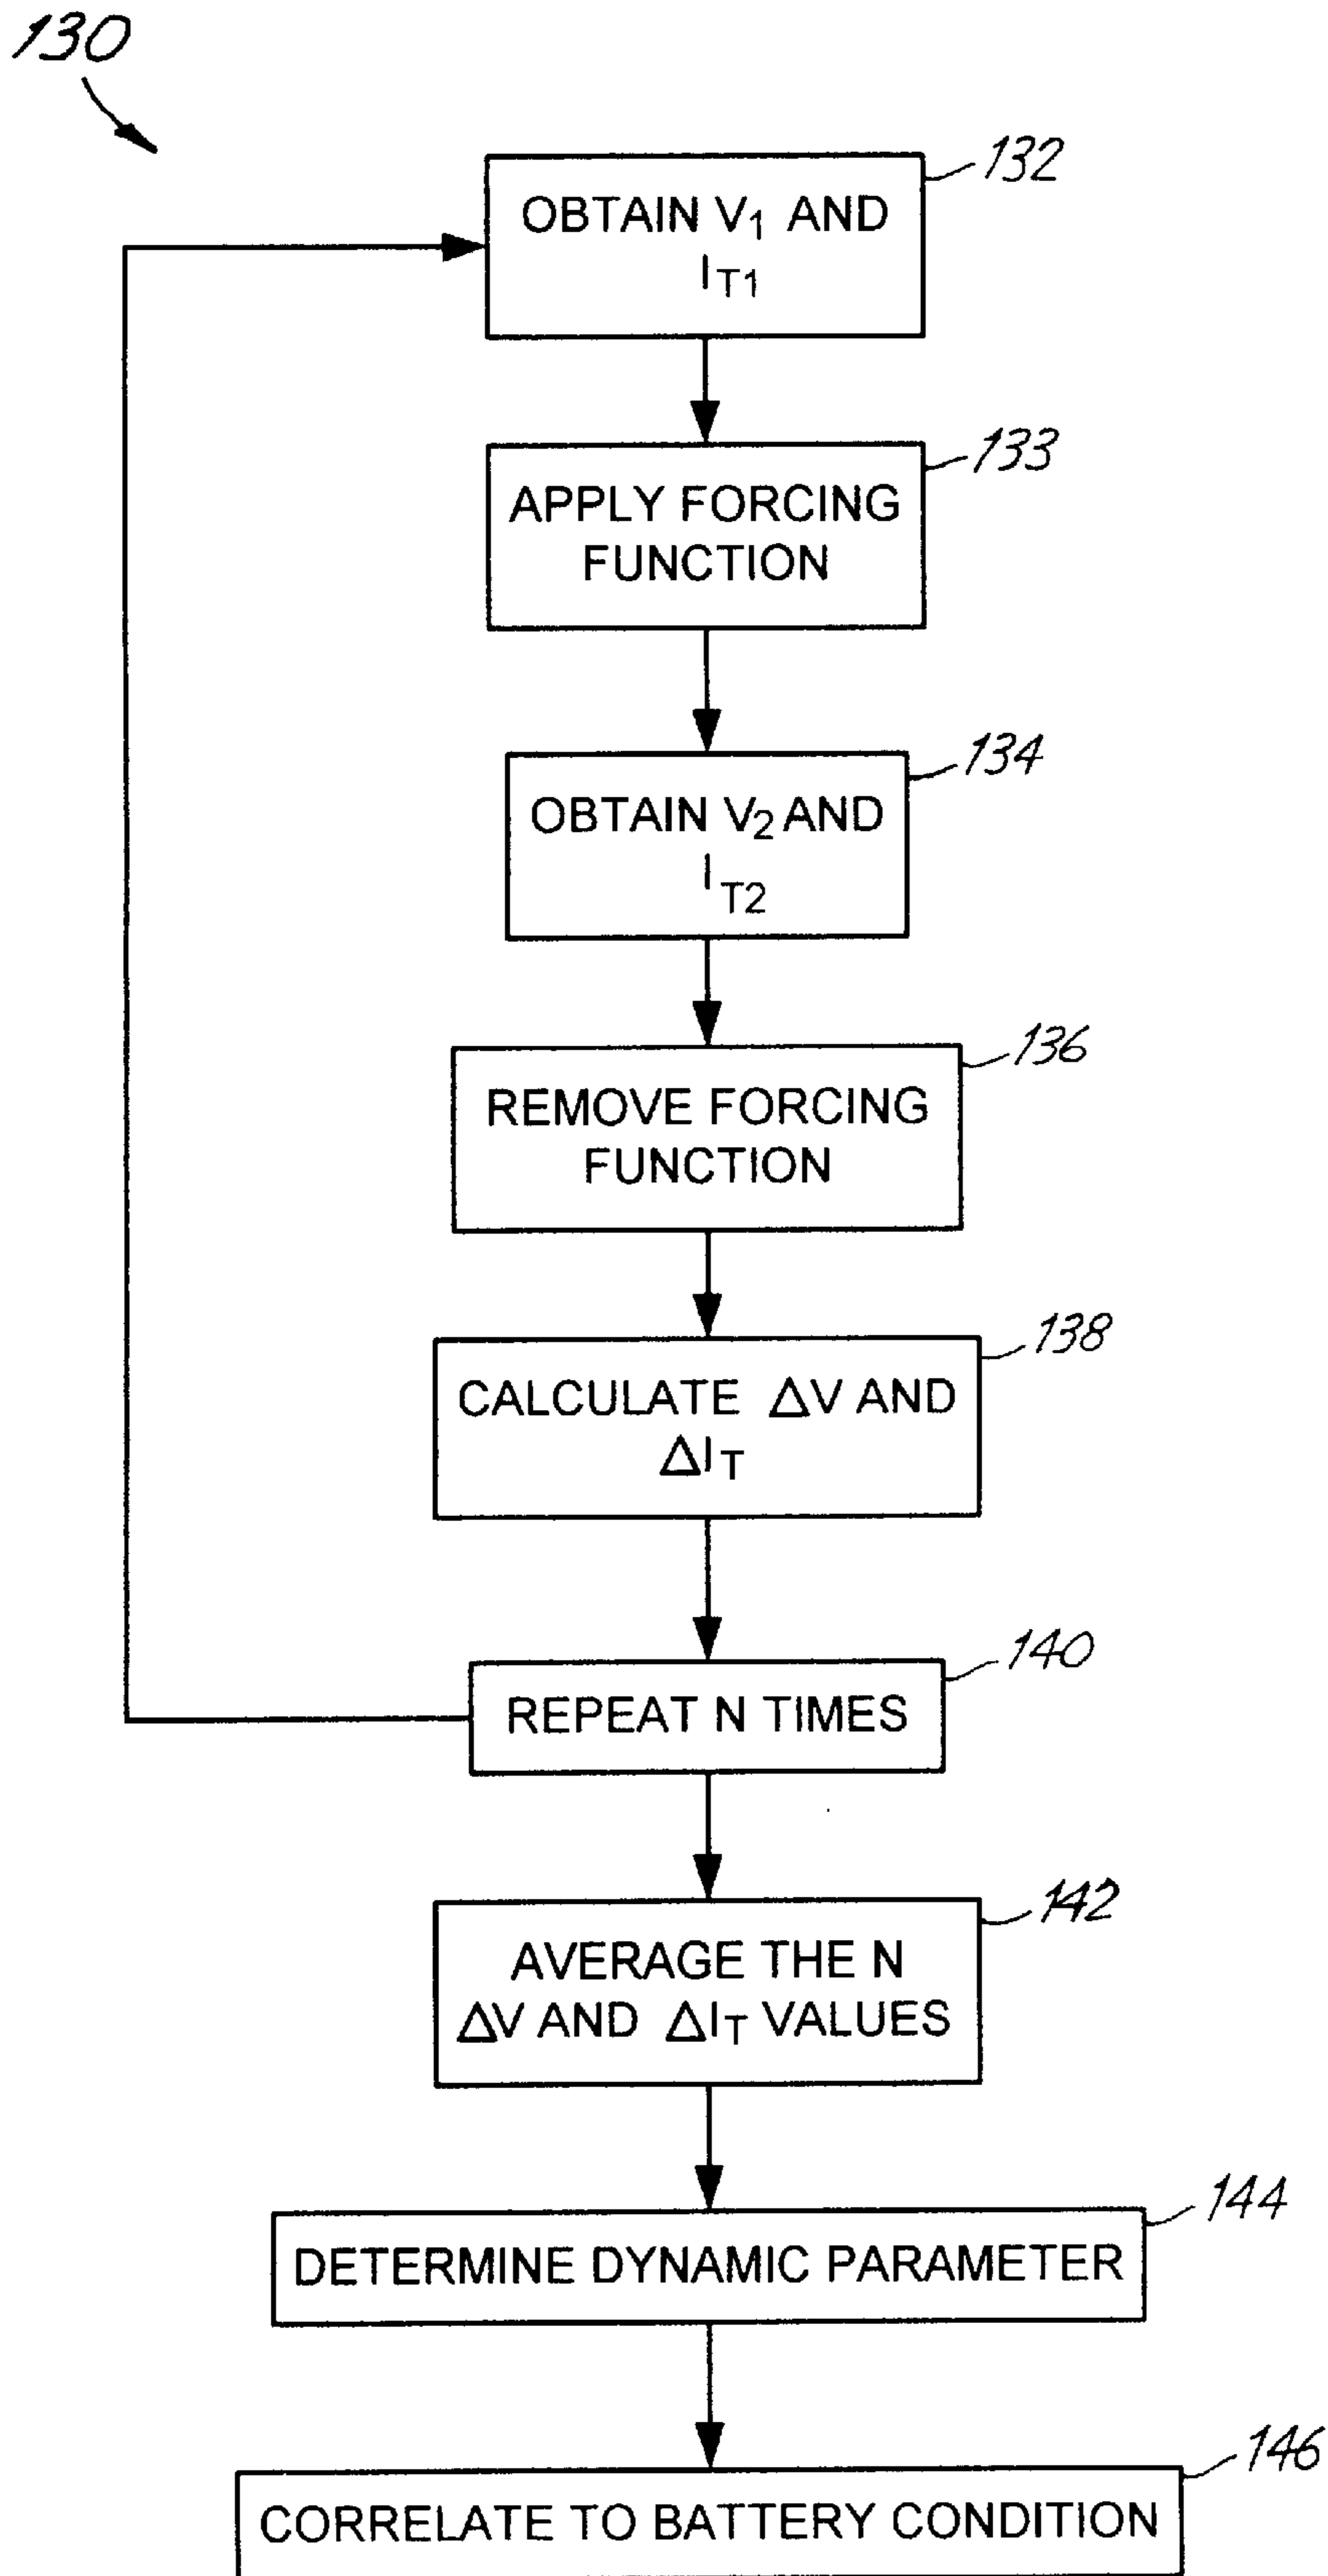 130
132
OBTAIN V1 AND
IT1
133
APPLY FORCING
FUNCTION
134
OBTAIN V2 AND
IT2
136
REMOVE FORCING
FUNCTION
138
CALCULATE ΔV AND
ΔIT
140
REPEAT N TIMES
142
AVERAGE THE N
ΔV AND ΔIT VALUES
144
DETERMINE DYNAMIC PARAMETER
146
CORRELATE TO BATTERY CONDITION